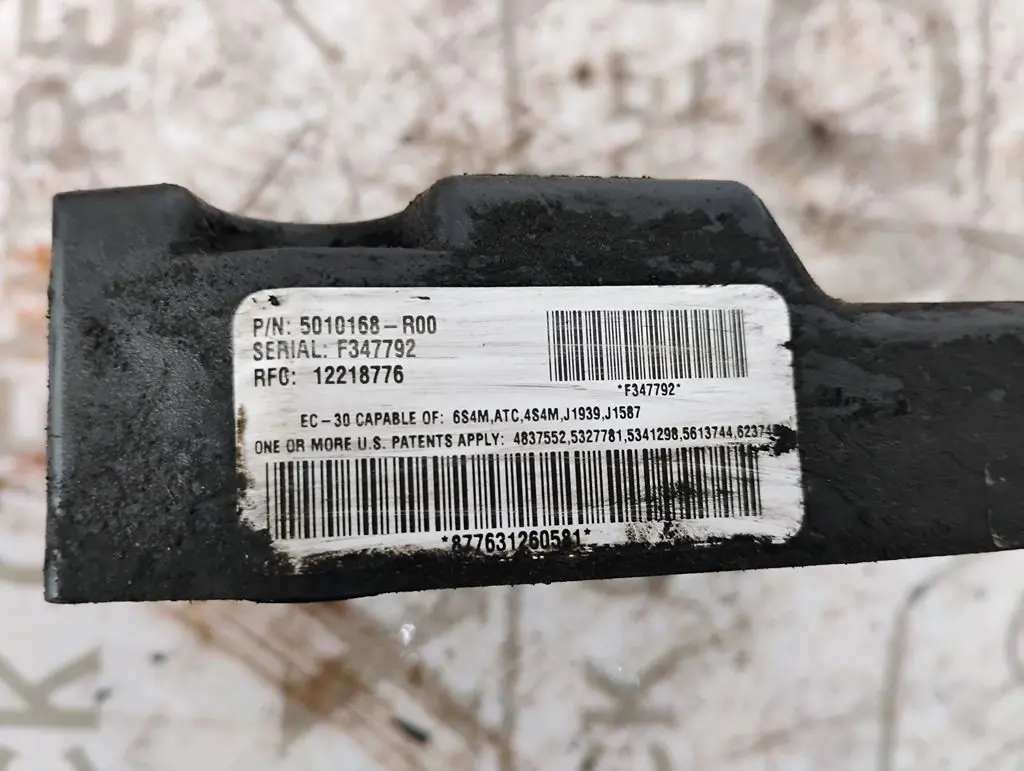 P/N: 5010168-R00
SERIAL: F347792
RFC: 12218776
*F347792*
EC-30 CAPABLE OF: 6S4M,ATC,4S4M,J1939,J1587
ONE OR MORE U.S. PATENTS APPLY: 4837552,5327781,5341298,5613744,
*877631260581*